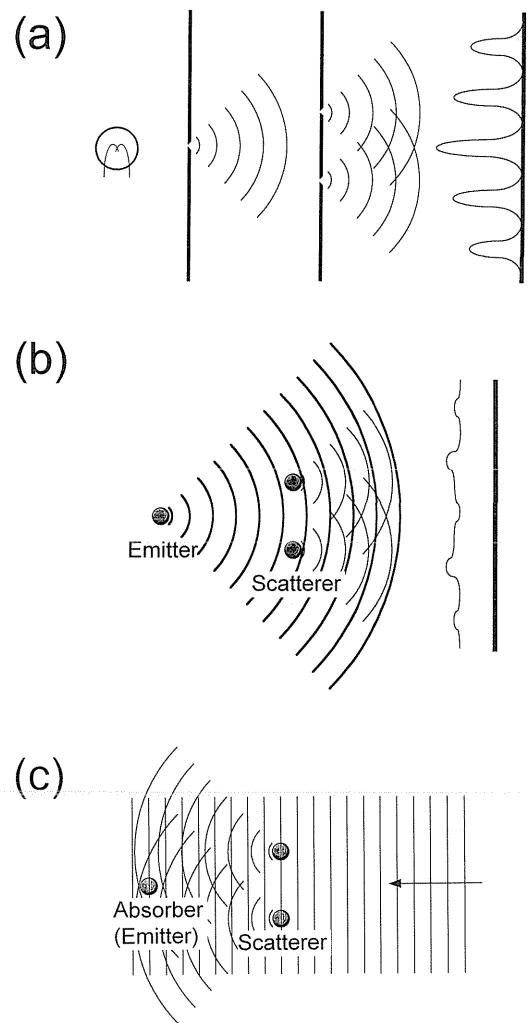 (a)
(b)
Emitter
Scatterer
(c)
Absorber
(Emitter)
Scatterer